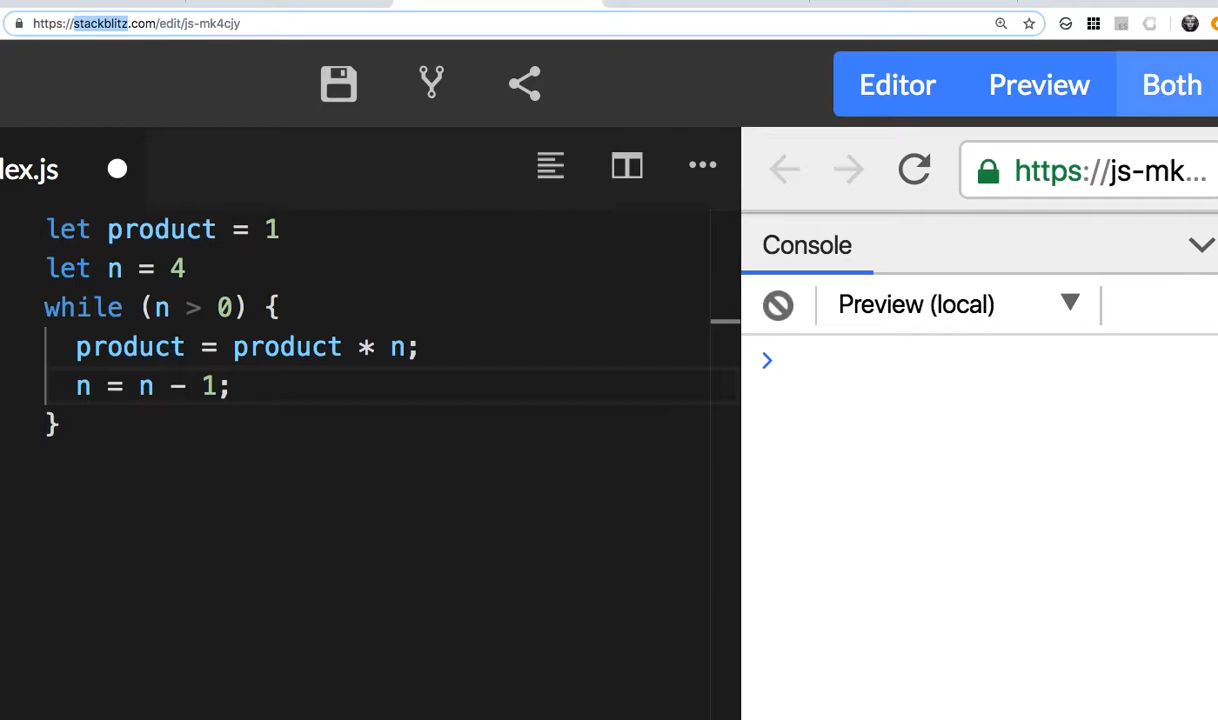 https://stackblitz.com/edit/js-mk4cjy
Editor Preview Both
lex.js
https://js-mk...
let product = 1
let n = 4
while (n > 0) {
product = product * n;
n = n - 1;
}
Console
Preview (local)